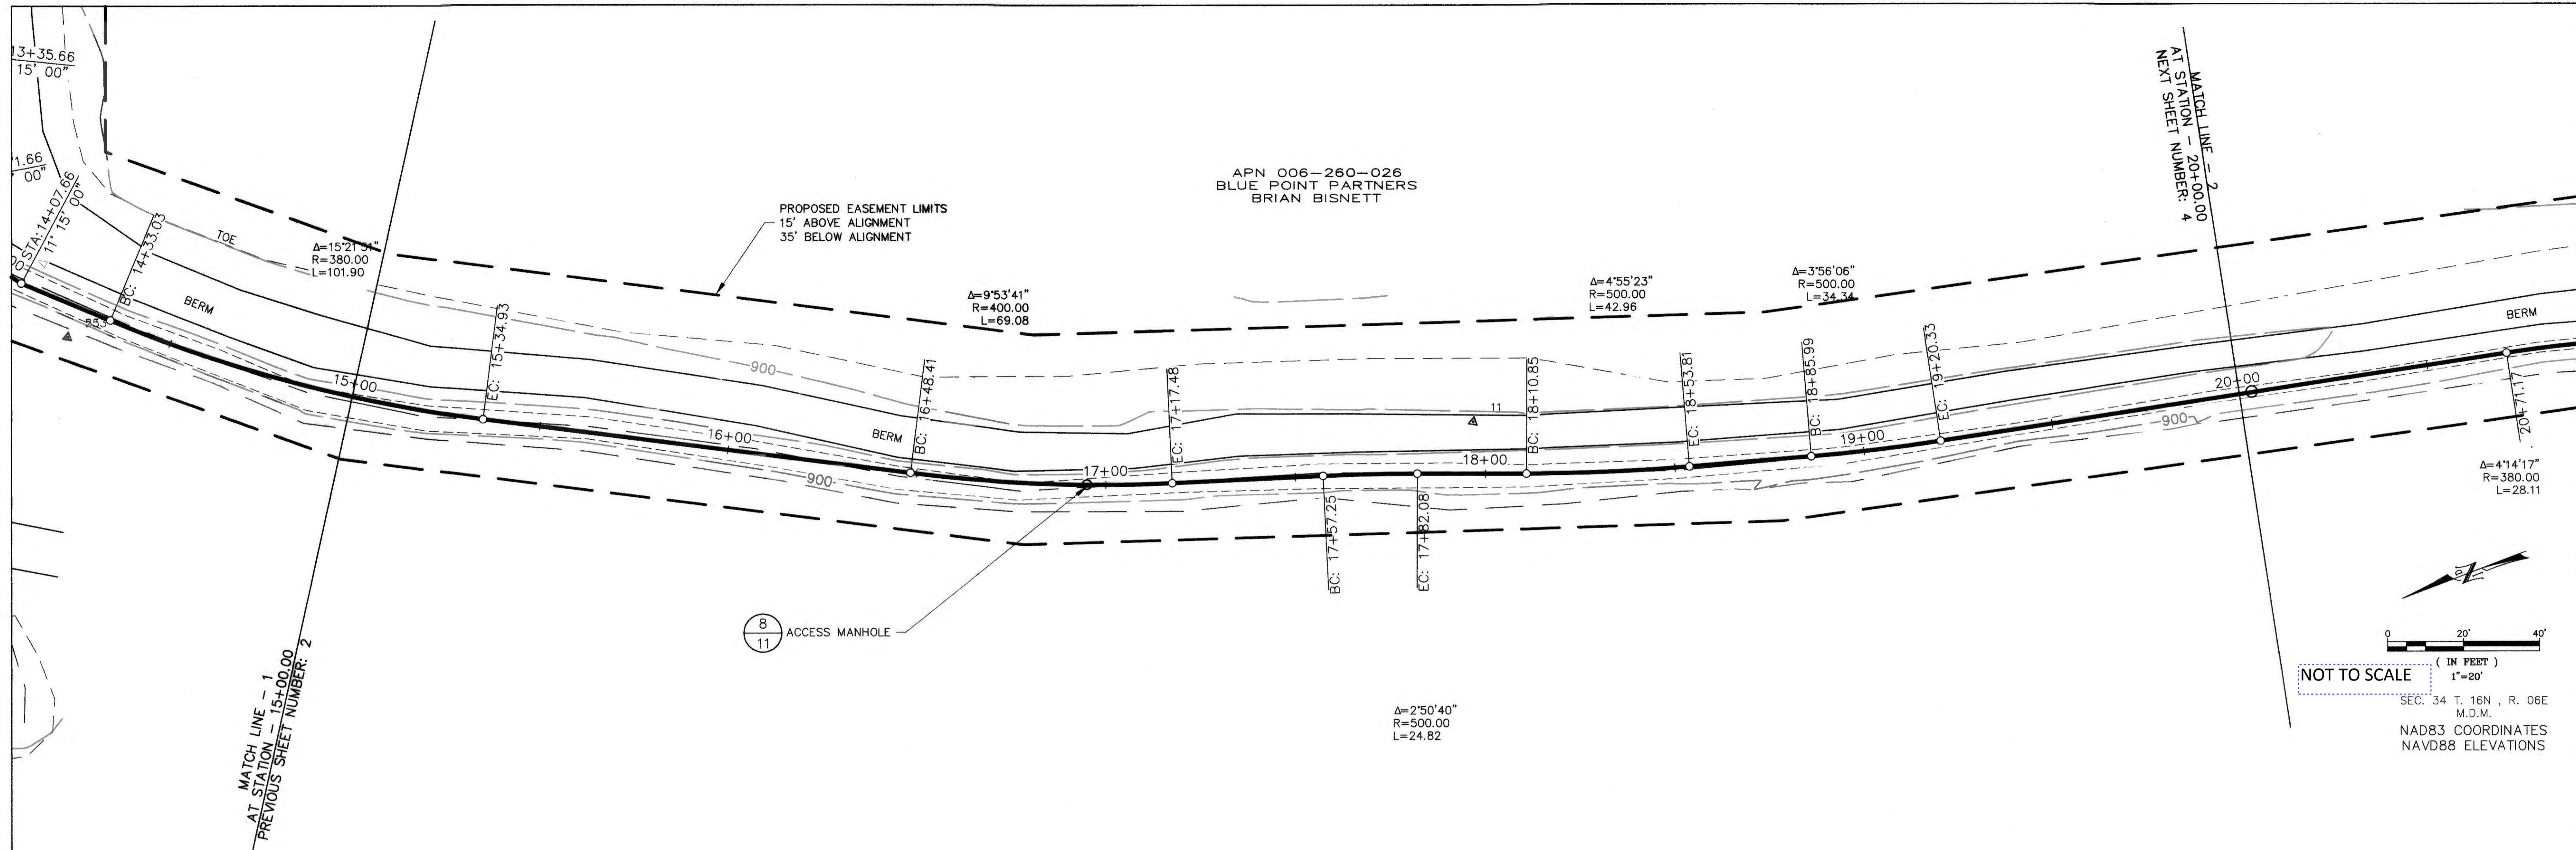 13+35.66
15' 00"
1.66
00"
STA: 14+07.66
11° 15' 00"
BC: 14+33.03
TOE
Δ=15°21'51"
R=380.00
L=101.90
BERM
253
PROPOSED EASEMENT LIMITS
15' ABOVE ALIGNMENT
35' BELOW ALIGNMENT
APN 006-260-026
BLUE POINT PARTNERS
BRIAN BISNETT
MATCH LINE - 2
AT STATION - 20+00.00
NEXT SHEET NUMBER: 4
Δ=9°53'41"
R=400.00
L=69.08
Δ=4°55'23"
R=500.00
L=42.96
Δ=3°56'06"
R=500.00
L=34.34
15+00
EC: 15+34.93
900
16+00
BERM
BC: 16+48.41
900
17+00
EC: 17+17.48
BC: 17+57.25
EC: 17+82.08
11
18+00
BC: 18+10.85
EC: 18+53.81
BC: 18+85.99
19+00
EC: 19+20.33
20+00
900
BERM
20+71.17
Δ=4°14'17"
R=380.00
L=28.11
8
11
ACCESS MANHOLE
MATCH LINE - 1
AT STATION - 15+00.00
PREVIOUS SHEET NUMBER: 2
Δ=2°50'40"
R=500.00
L=24.82
0 20' 40'
( IN FEET )
1"=20'
NOT TO SCALE
SEC. 34 T. 16N , R. 06E
M.D.M.
NAD83 COORDINATES
NAVD88 ELEVATIONS